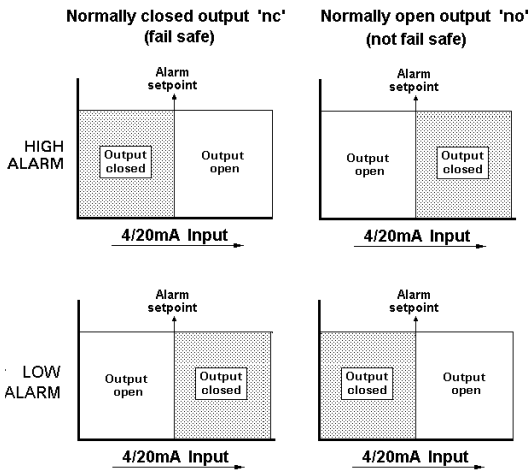 Normally closed output 'nc'
(fail safe)
Normally open output 'no'
(not fail safe)
HIGH
ALARM
Alarm
setpoint
Output
closed
Output
open
4/20mA Input
Alarm
setpoint
Output
open
Output
closed
4/20mA Input
LOW
ALARM
Alarm
setpoint
Output
open
Output
closed
4/20mA Input
Alarm
setpoint
Output
closed
Output
open
4/20mA Input